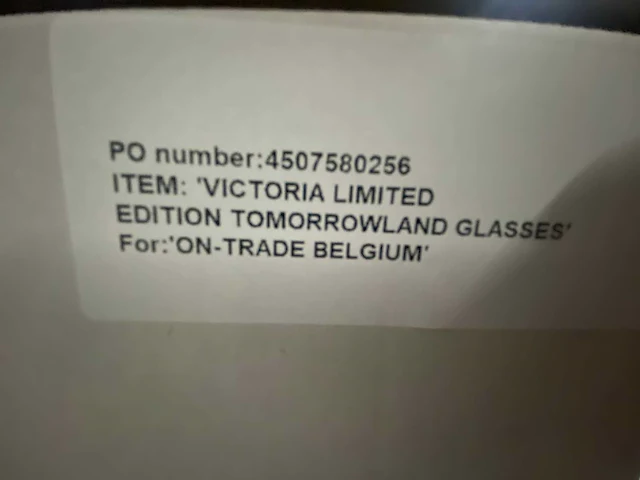 PO number:4507580256
ITEM: 'VICTORIA LIMITED
EDITION TOMORROWLAND GLASSES'
For:'ON-TRADE BELGIUM'